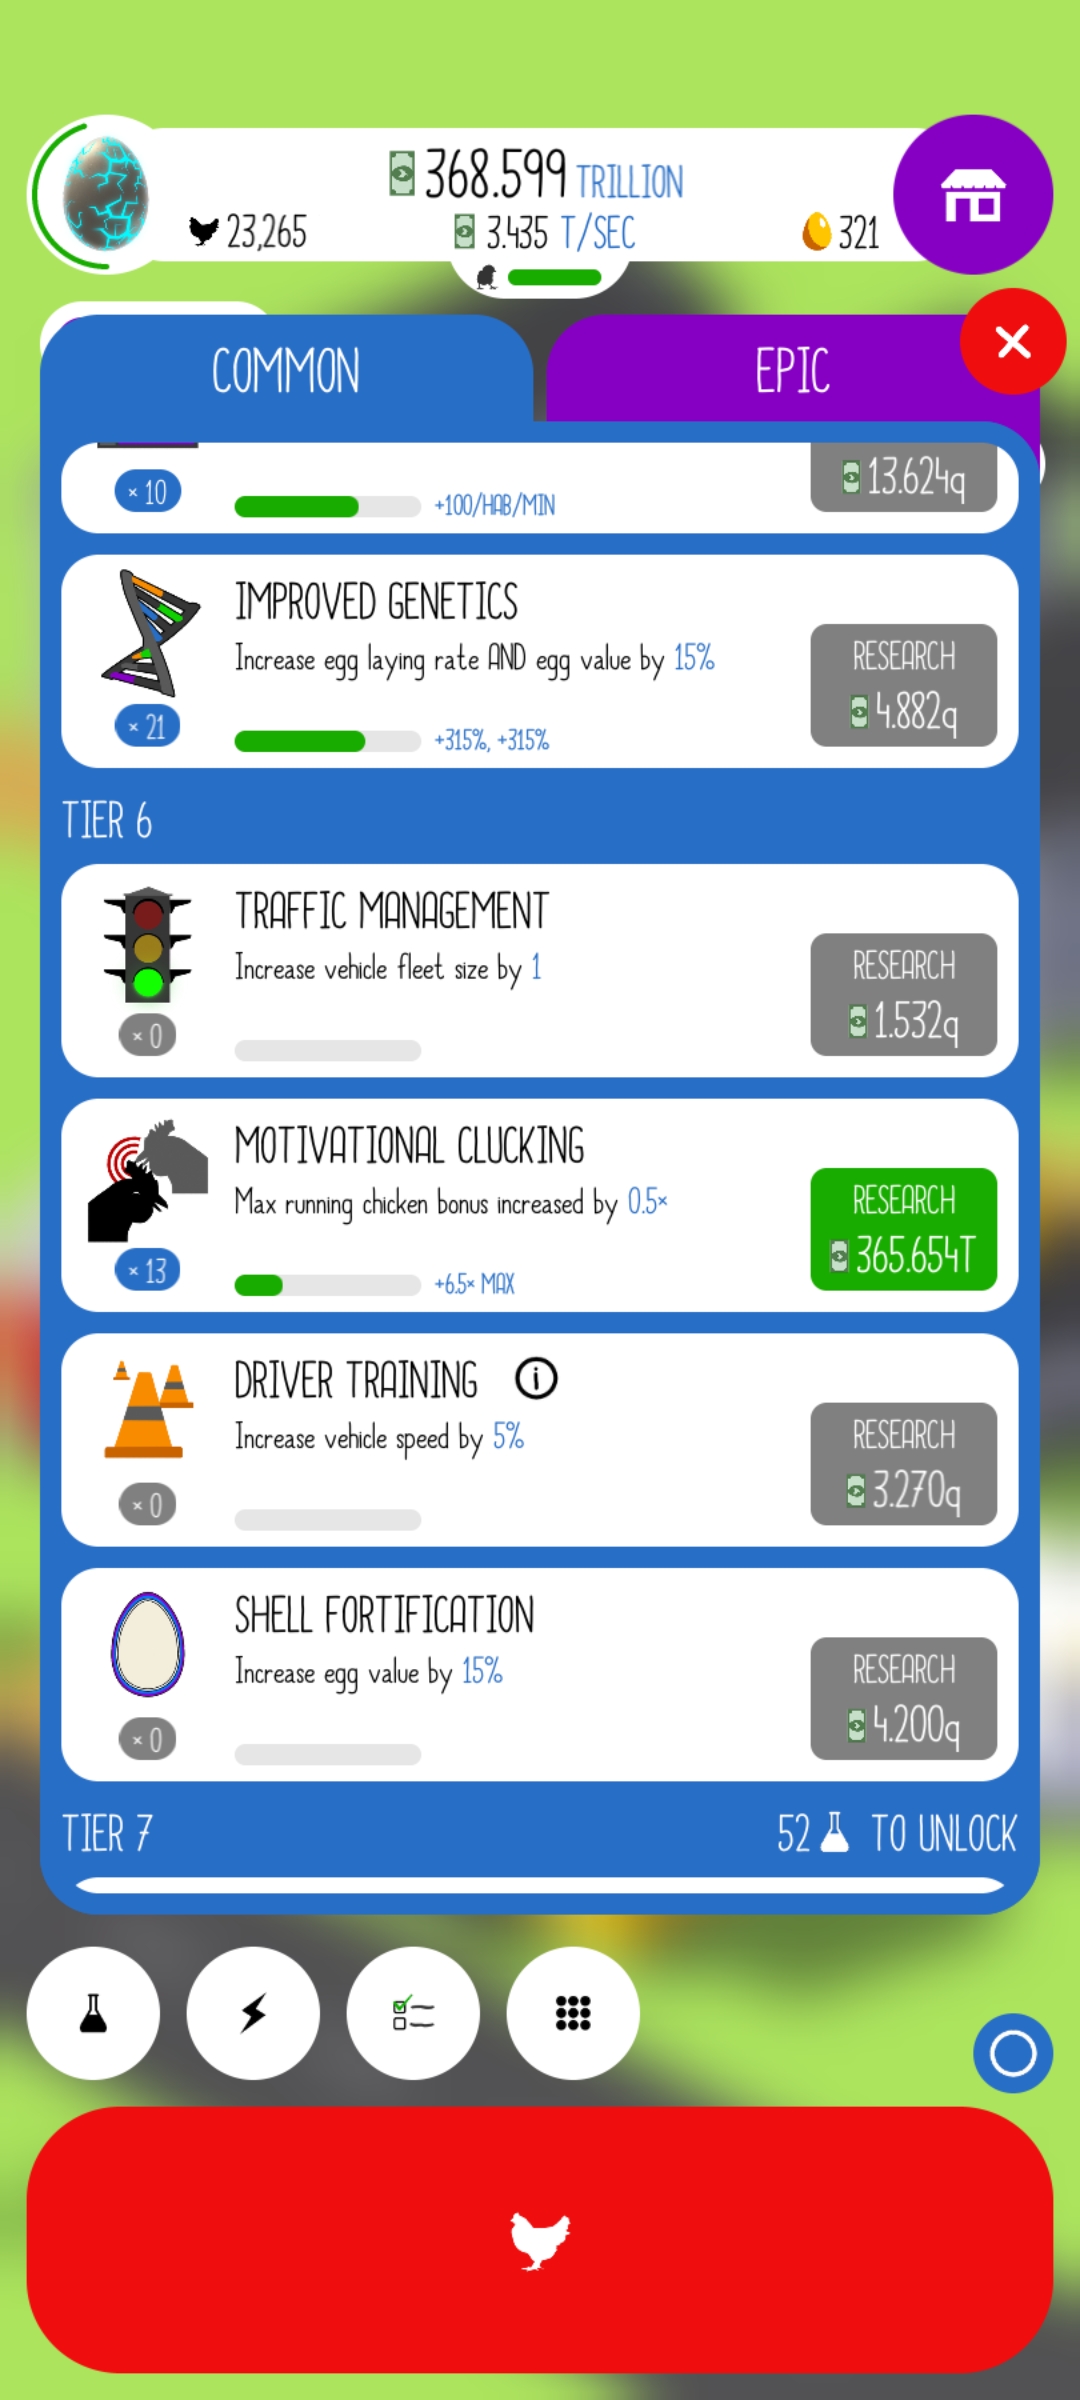 368.599 TRILLION
23,265
3.435 T/SEC
321
COMMON
EPIC
× 10
+100/HAB/MIN
13.624q
IMPROVED GENETICS
Increase egg laying rate AND egg value by 15%
× 21
+315%, +315%
RESEARCH
4.882q
TIER 6
TRAFFIC MANAGEMENT
Increase vehicle fleet size by 1
× 0
RESEARCH
1.532q
MOTIVATIONAL CLUCKING
Max running chicken bonus increased by 0.5×
× 13
+6.5× MAX
RESEARCH
365.654T
DRIVER TRAINING
Increase vehicle speed by 5%
× 0
RESEARCH
3.270q
SHELL FORTIFICATION
Increase egg value by 15%
× 0
RESEARCH
4.200q
TIER 7
52 TO UNLOCK